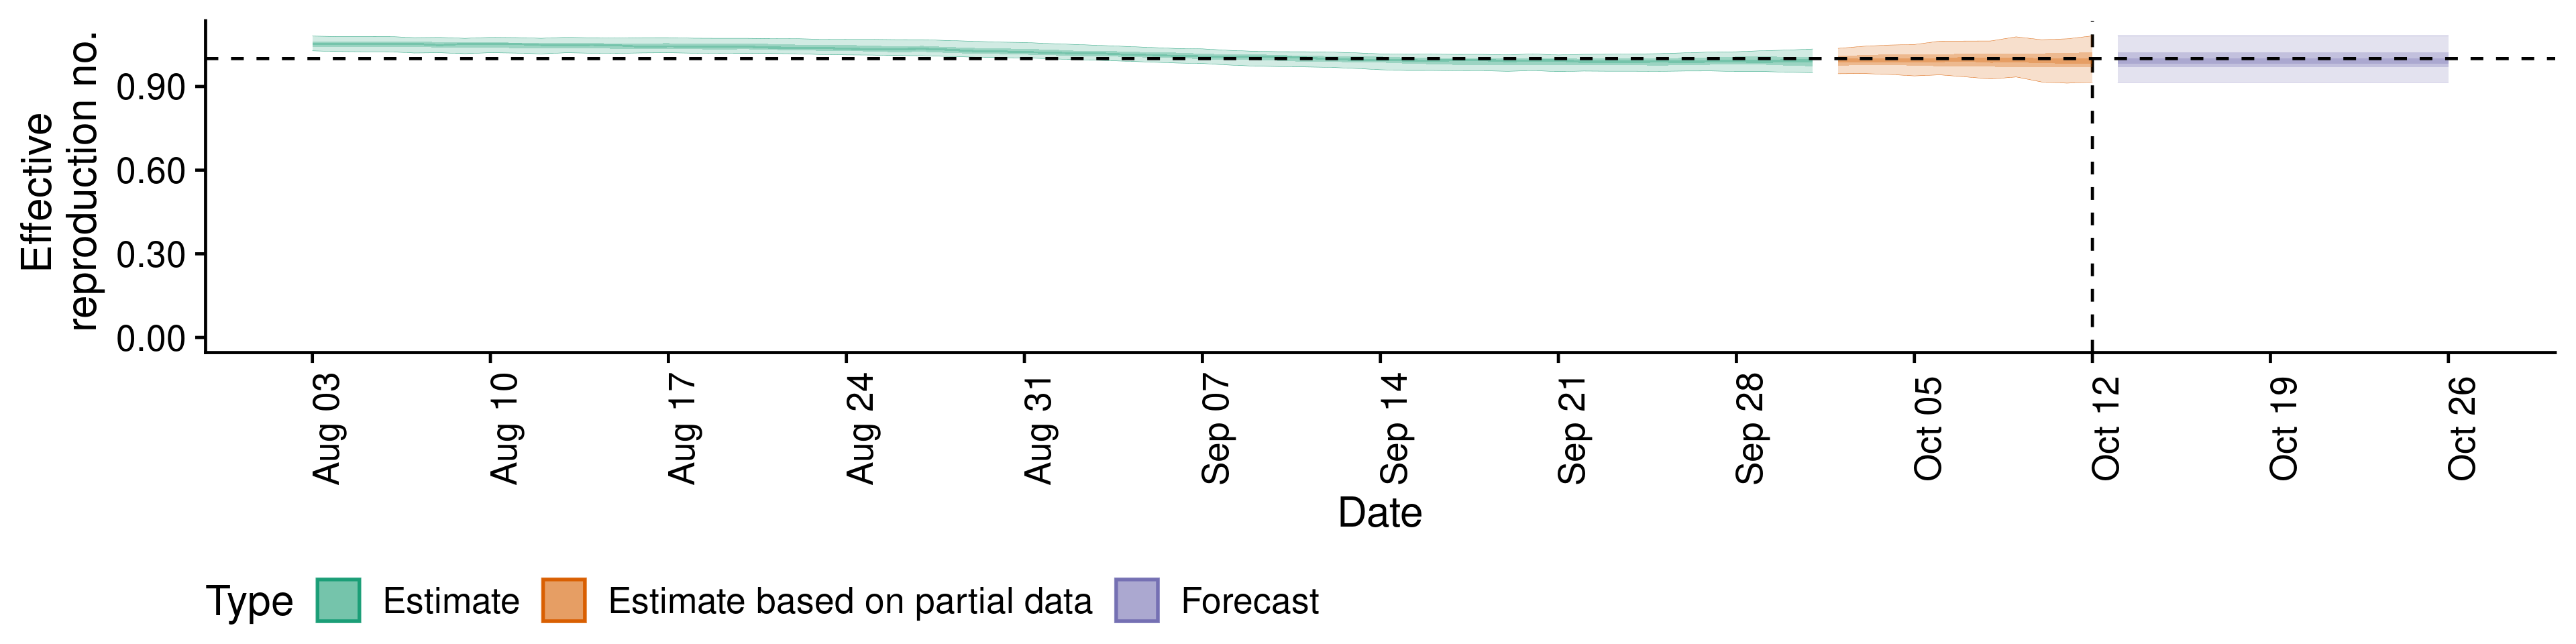 Effective
reproduction no.
0.90
0.60
0.30
0.00
Aug 03
Aug 10
Aug 17
Aug 24
Aug 31
Sep 07
Sep 14
Sep 21
Sep 28
Oct 05
Oct 12
Oct 19
Oct 26
Date
Type Estimate Estimate based on partial data Forecast